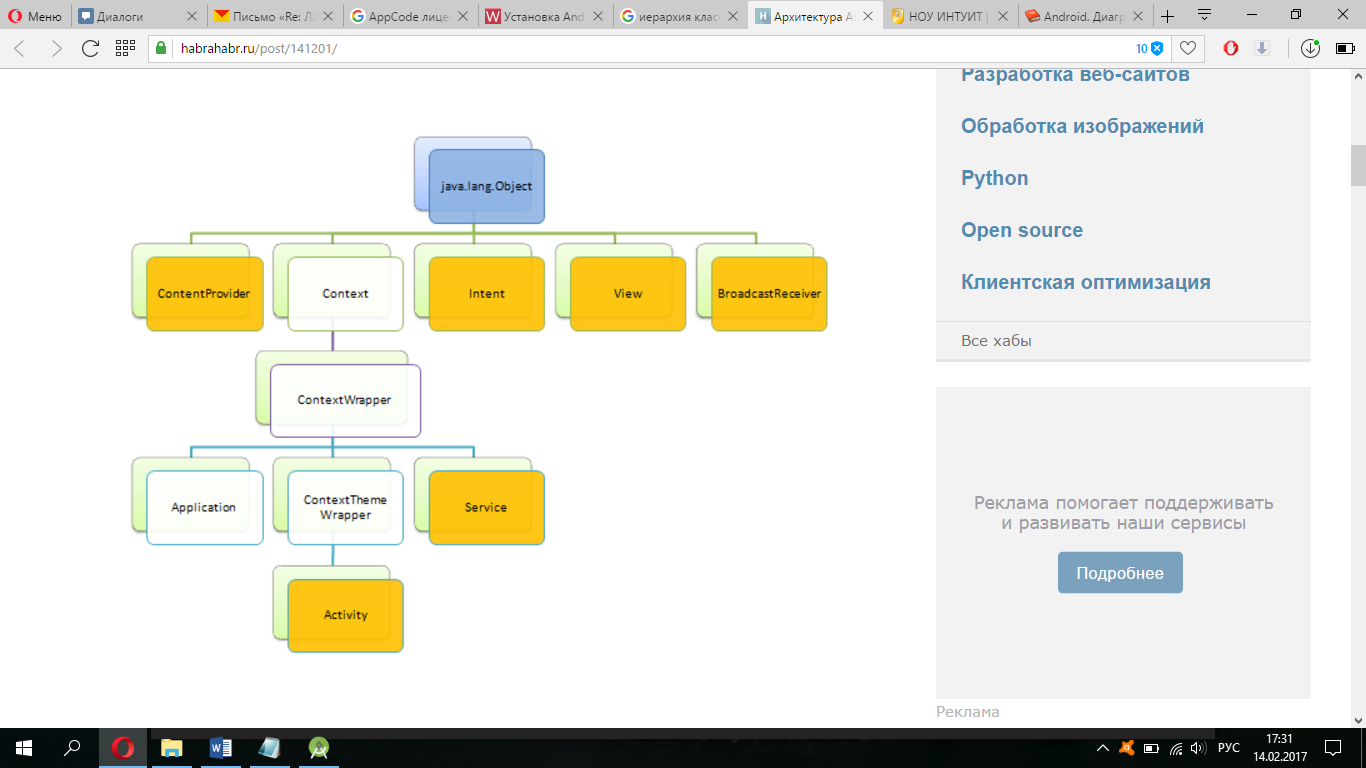 Меню
Диалоги
Письмо «Re: Ла
AppCode лице
Установка And
иерархия клас
Архитектура A
НОУ ИНТУИТ |
Android. Диагр
habrahabr.ru/post/141201/
10
java.lang.Object
ContentProvider
Context
Intent
View
BroadcastReceiver
ContextWrapper
Application
ContextTheme
Wrapper
Service
Activity
Разработка веб-сайтов
Обработка изображений
Python
Open source
Клиентская оптимизация
Все хабы
Реклама помогает поддерживать
и развивать наши сервисы
Подробнее
Реклама
РУС
17:31
14.02.2017